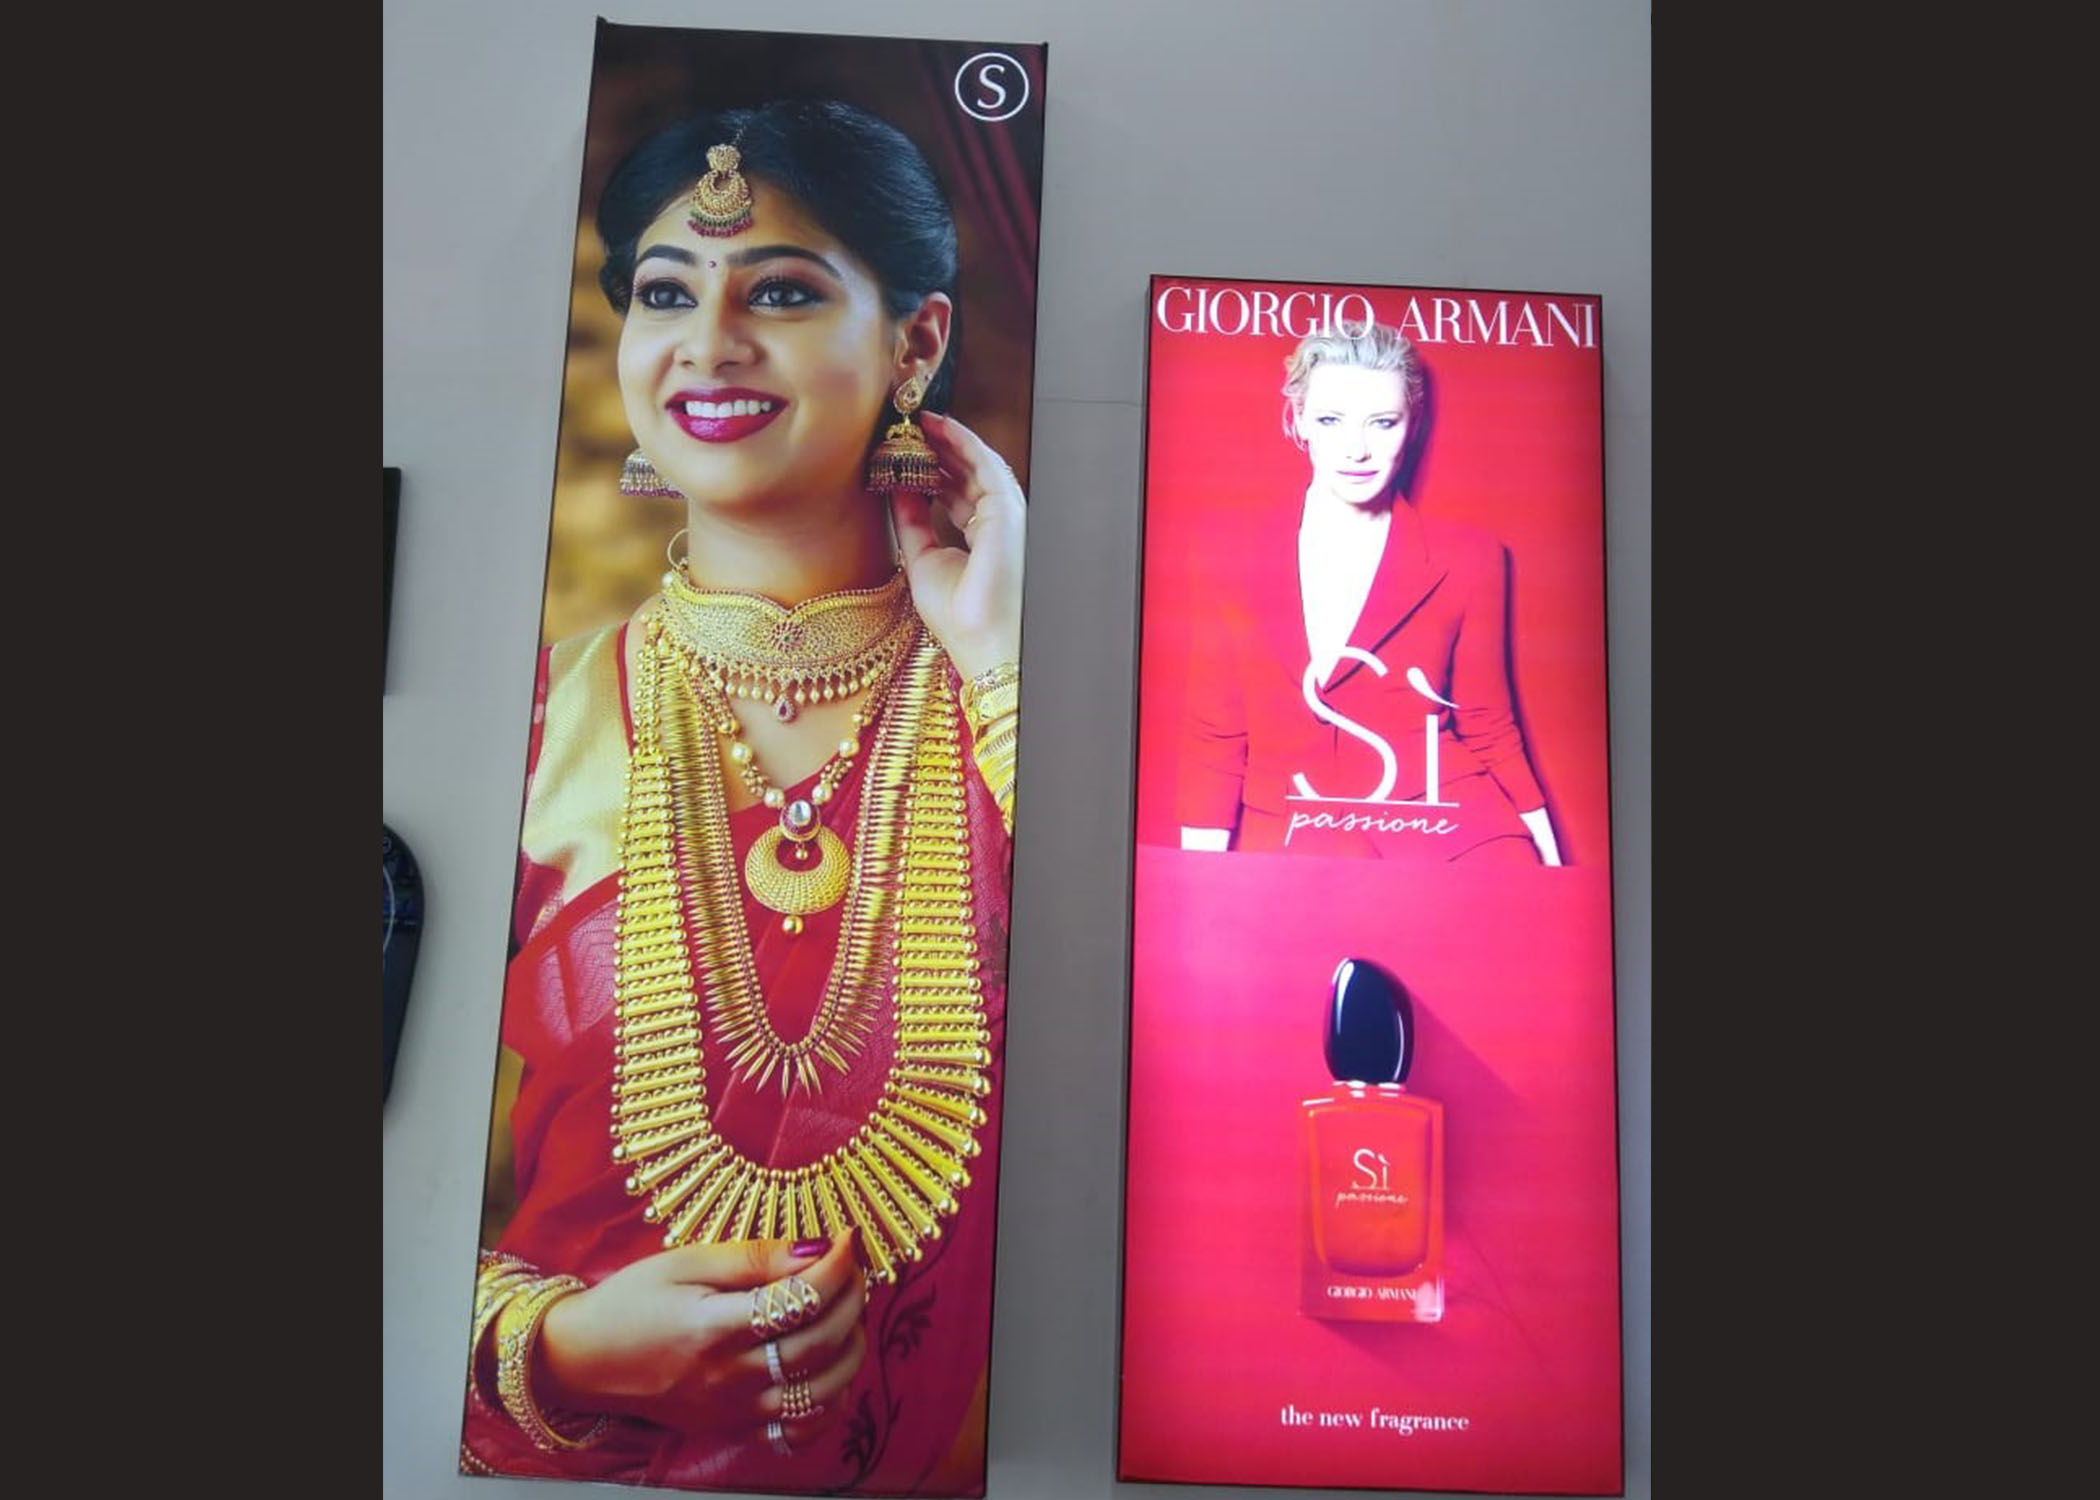 S
GIORGIO ARMANI
Sì
passione
Sì
passione
GIORGIO ARMANI
the new fragrance